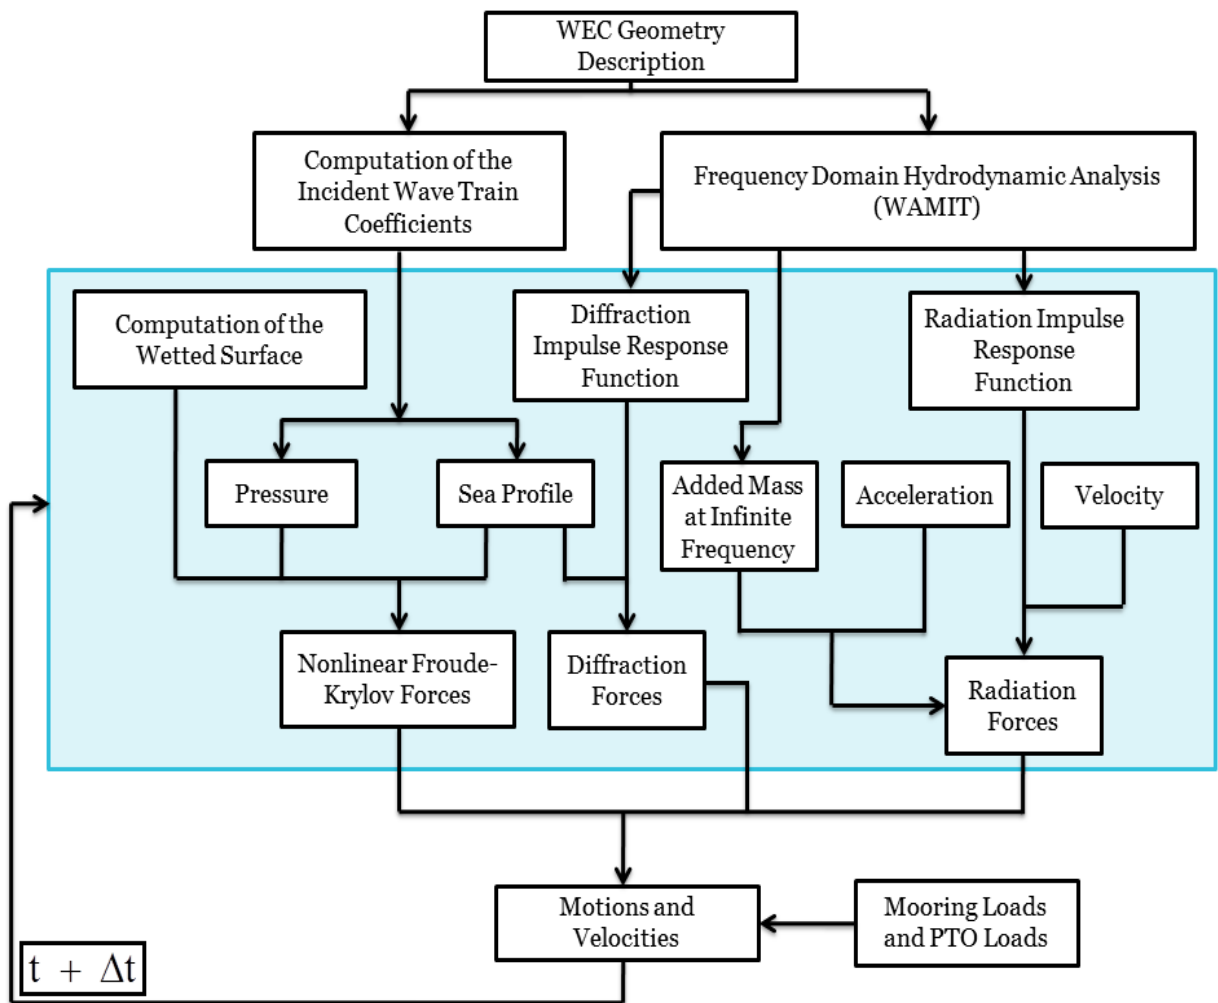 WEC Geometry
Description
Computation of the
Incident Wave Train
Coefficients
Frequency Domain Hydrodynamic Analysis
(WAMIT)
Computation of the
Wetted Surface
Diffraction
Impulse Response
Function
Radiation Impulse
Response
Function
Pressure
Sea Profile
Added Mass
at Infinite
Frequency
Acceleration
Velocity
Nonlinear Froude-
Krylov Forces
Diffraction
Forces
Radiation
Forces
Motions and
Velocities
Mooring Loads
and PTO Loads
t + Δt